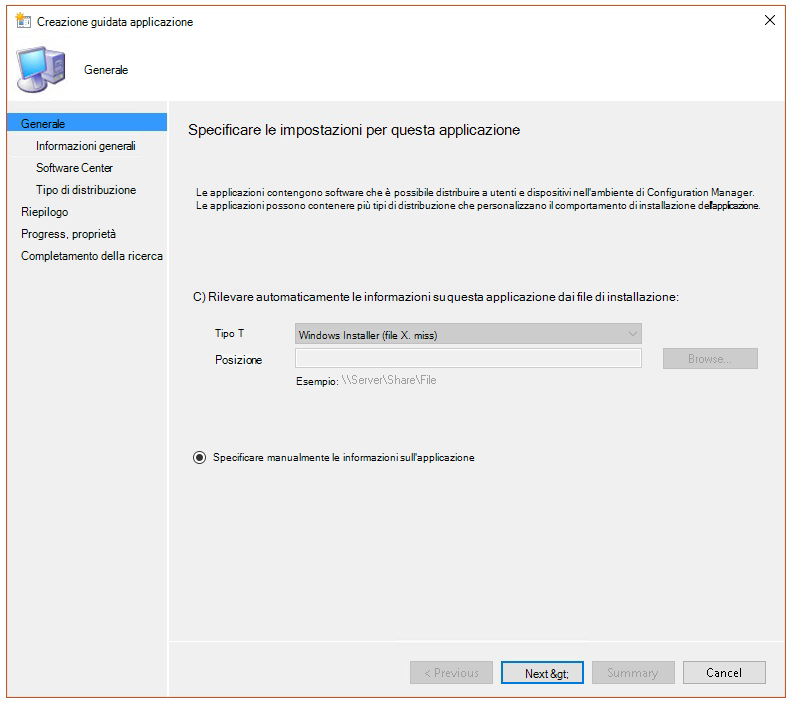 Creazione guidata applicazione
Generale
Generale
Informazioni generali
Software Center
Tipo di distribuzione
Riepilogo
Progress, proprietà
Completamento della ricerca
Specificare le impostazioni per questa applicazione
Le applicazioni contengono software che è possibile distribuire a utenti e dispositivi nell'ambiente di Configuration Manager.
Le applicazioni possono contenere più tipi di distribuzione che personalizzano il comportamento di installazione dell'applicazione.
C) Rilevare automaticamente le informazioni su questa applicazione dai file di installazione:
Tipo T
Windows Installer (file X. miss)
Posizione
Browse...
Esempio: \\Server\Share\File
Specificare manualmente le informazioni sull'applicazione
< Previous
Next &gt;
Summary
Cancel